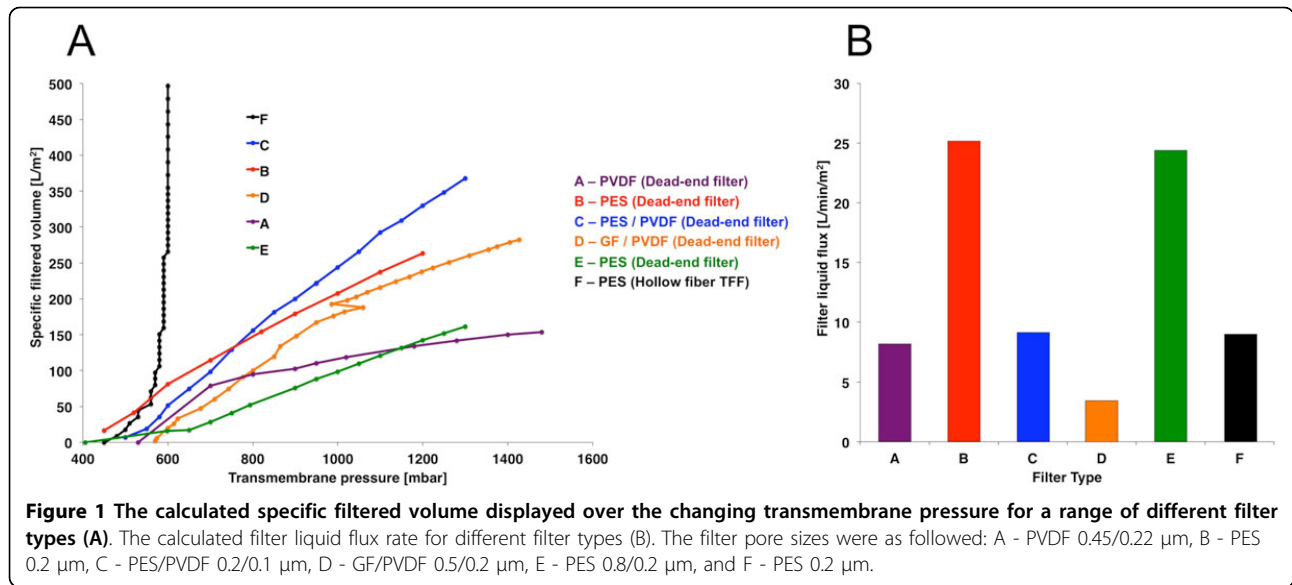 A
Specific filtered volume [L/m²]
500
450
400
350
300
250
200
150
100
50
0
400
600
800
1000
1200
1400
1600
Transmembrane pressure [mbar]
F
C
B
D
A
E
A – PVDF (Dead-end filter)
B – PES (Dead-end filter)
C – PES / PVDF (Dead-end filter)
D – GF / PVDF (Dead-end filter)
E – PES (Dead-end filter)
F – PES (Hollow fiber TFF)
B
Filter liquid flux [L/min/m²]
30
25
20
15
10
5
0
A
B
C
D
E
F
Filter Type
Figure 1 The calculated specific filtered volume displayed over the changing transmembrane pressure for a range of different filter
types (A). The calculated filter liquid flux rate for different filter types (B). The filter pore sizes were as followed: A - PVDF 0.45/0.22 μm, B - PES
0.2 μm, C - PES/PVDF 0.2/0.1 μm, D - GF/PVDF 0.5/0.2 μm, E - PES 0.8/0.2 μm, and F - PES 0.2 μm.